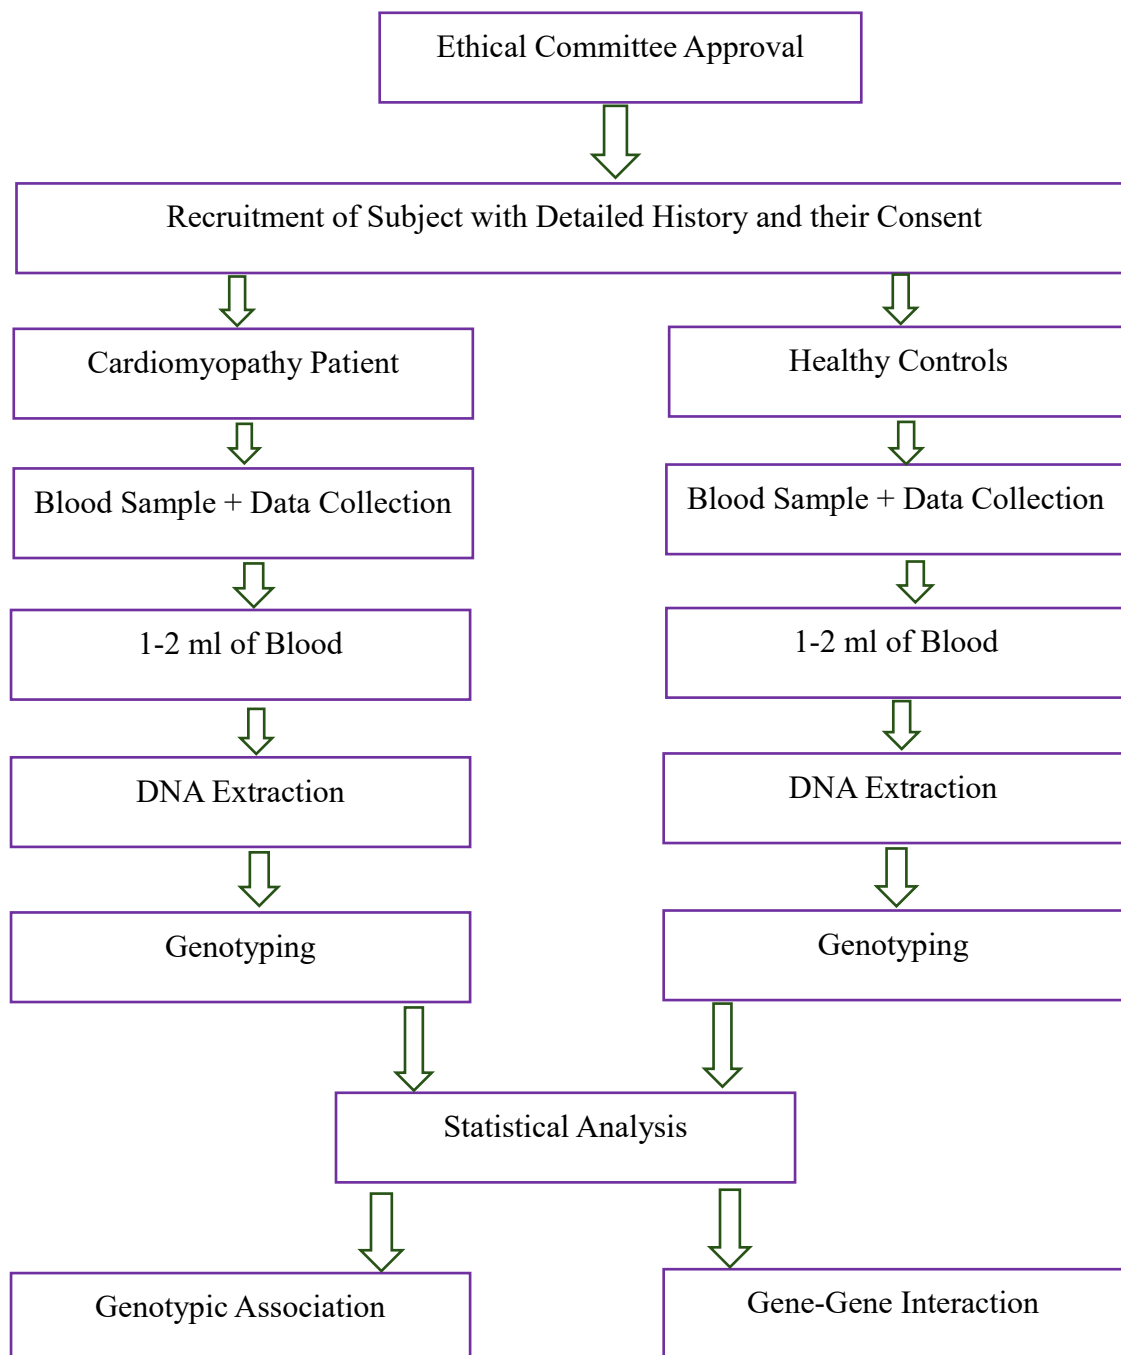 Ethical Committee Approval
Recruitment of Subject with Detailed History and their Consent
Cardiomyopathy Patient
Healthy Controls
Blood Sample + Data Collection
Blood Sample + Data Collection
1-2 ml of Blood
1-2 ml of Blood
DNA Extraction
DNA Extraction
Genotyping
Genotyping
Statistical Analysis
Genotypic Association
Gene-Gene Interaction